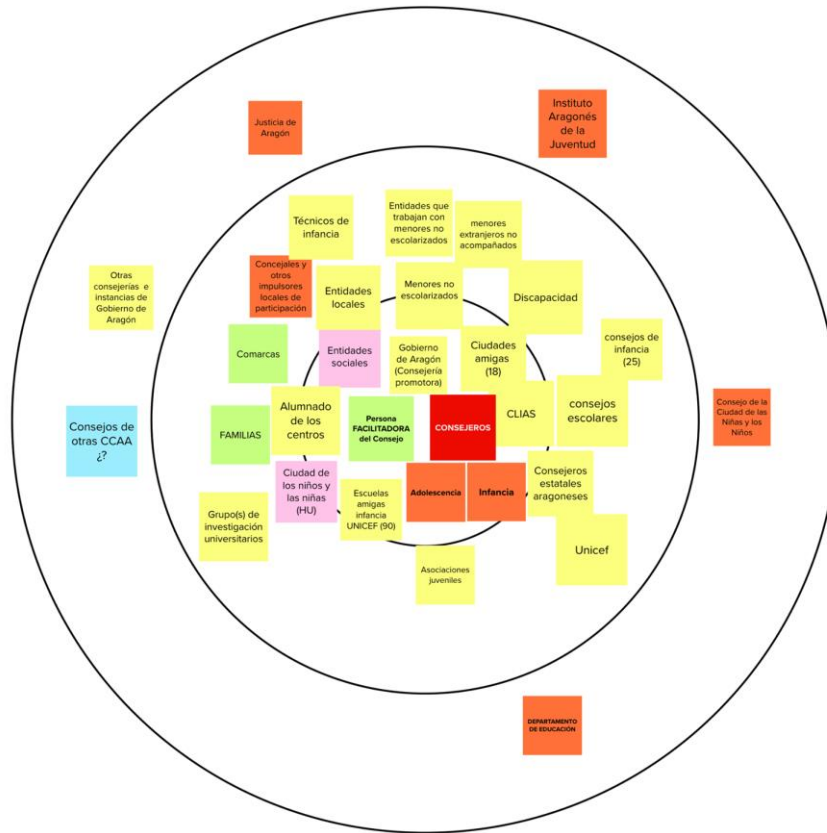 Justicia de
Aragón
Instituto
Aragonés
de la
Juventud
Técnicos de
infancia
Entidades que
trabajan con
menores no
escolarizados
menores
extranjeros no
acompañados
Concejales y
otros
impulsores
locales de
participación
Otras
consejerías e
instancias de
Gobierno de
Aragón
Entidades
locales
Menores no
escolarizados
Discapacidad
Comarcas
Entidades
sociales
Gobierno
de Aragón
(Consejería
promotora)
Ciudades
amigas
(18)
consejos de
infancia
(25)
Consejos de
otras CCAA
¿?
FAMILIAS
Alumnado de
los centros
Persona
FACILITADORA
del Consejo
CONSEJEROS
CLIAS
consejos
escolares
Consejo de la
Ciudad de las
Niñas y los
Niños
Grupo(s) de
investigación
universitarios
Ciudad de
los niños y
las niñas
(HU)
Escuelas
amigas
infancia
UNICEF (90)
Adolescencia
Infancia
Consejeros
estatales
aragoneses
Unicef
Asociaciones
juveniles
DEPARTAMENTO
DE EDUCACIÓN